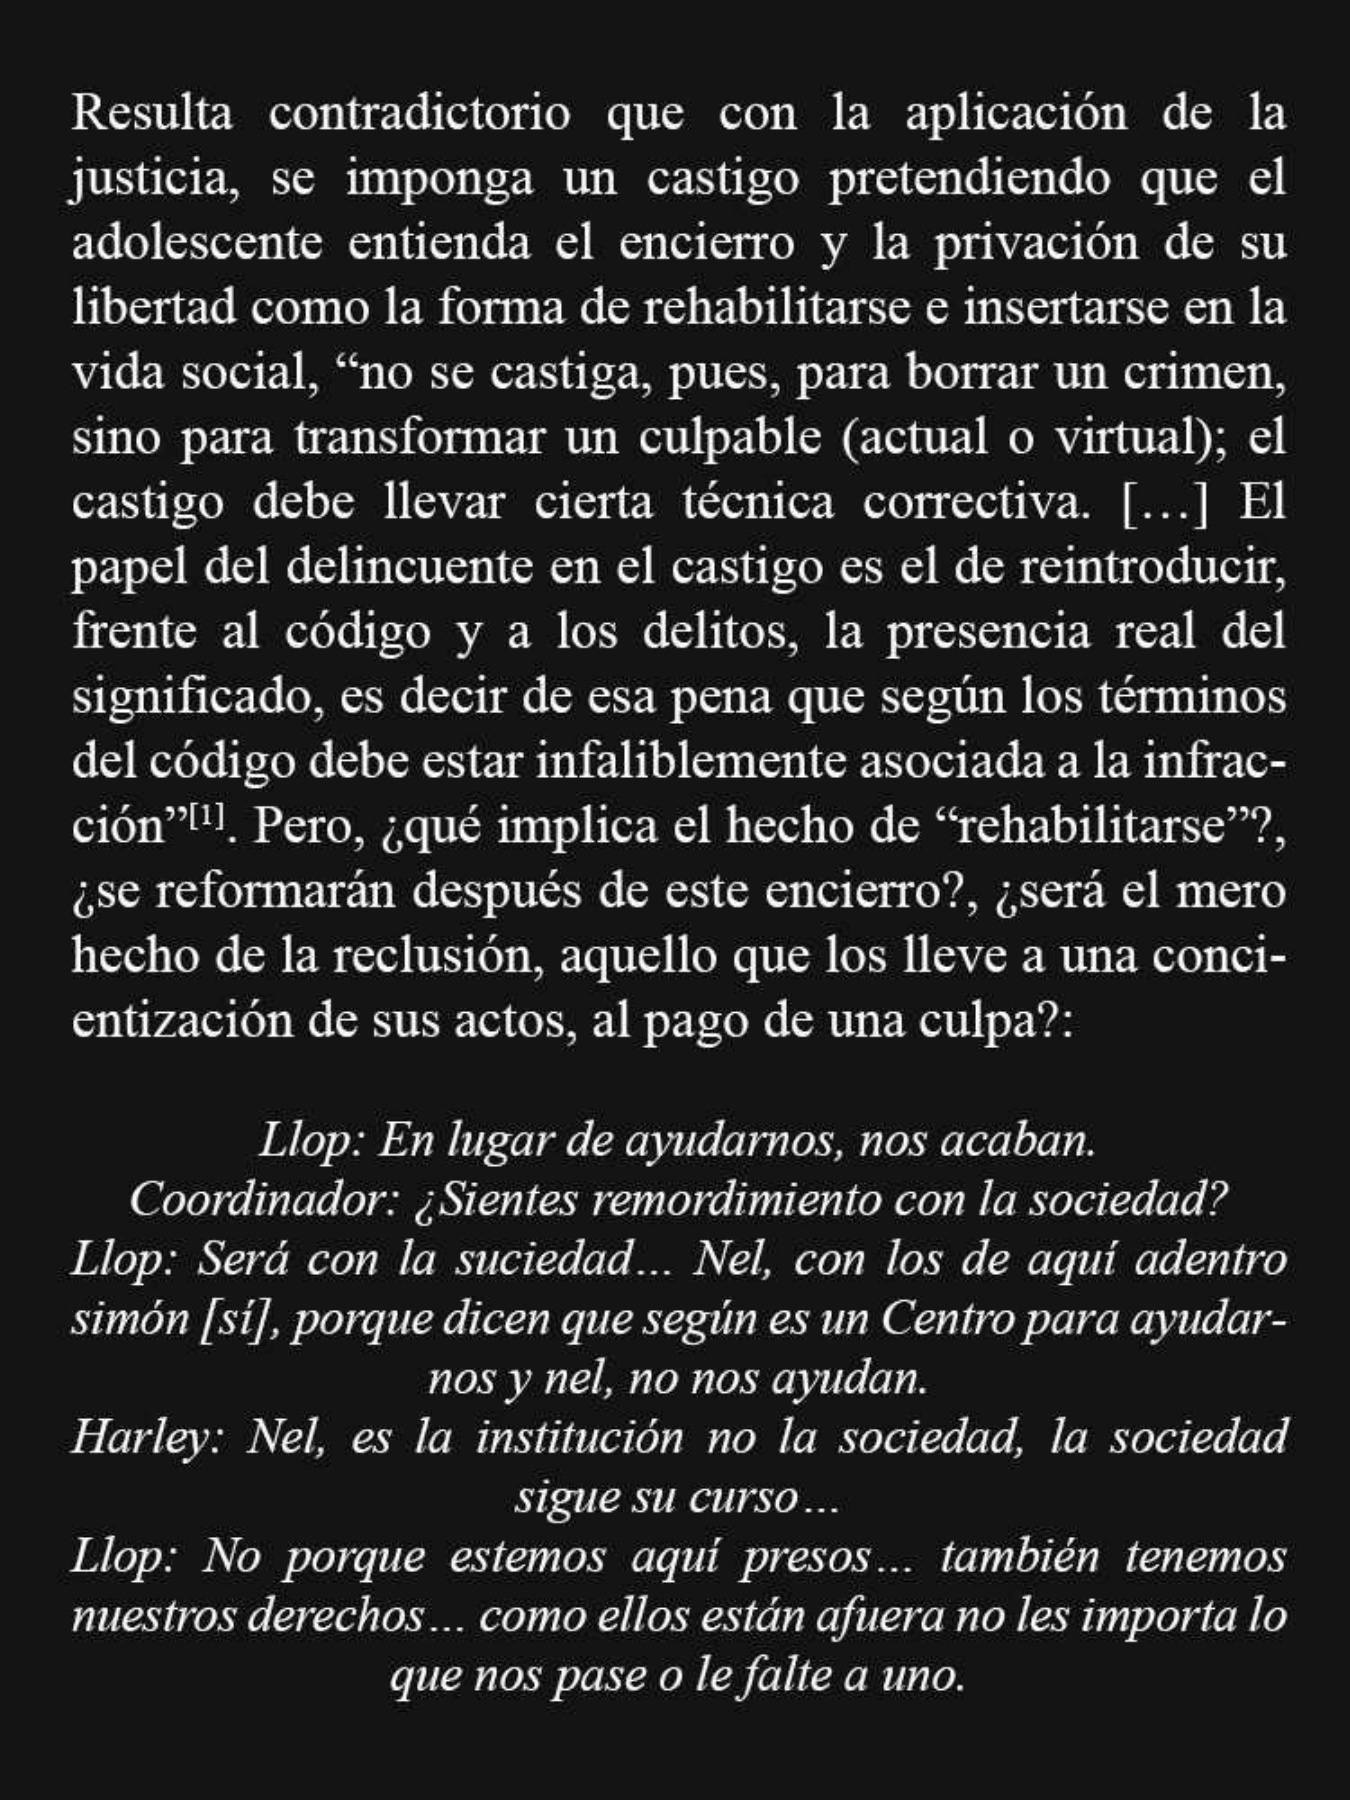 Resulta contradictorio que con la aplicación de la
justicia, se imponga un castigo pretendiendo que el
adolescente entienda el encierro y la privación de su
libertad como la forma de rehabilitarse e insertarse en la
vida social, “no se castiga, pues, para borrar un crimen,
sino para transformar un culpable (actual o virtual); el
castigo debe llevar cierta técnica correctiva. […] El
papel del delincuente en el castigo es el de reintroducir,
frente al código y a los delitos, la presencia real del
significado, es decir de esa pena que según los términos
del código debe estar infaliblemente asociada a la infrac-
ción”[1]. Pero, ¿qué implica el hecho de “rehabilitarse”?,
¿se reformarán después de este encierro?, ¿será el mero
hecho de la reclusión, aquello que los lleve a una conci-
entización de sus actos, al pago de una culpa?:
Llop: En lugar de ayudarnos, nos acaban.
Coordinador: ¿Sientes remordimiento con la sociedad?
Llop: Será con la suciedad… Nel, con los de aquí adentro
simón [sí], porque dicen que según es un Centro para ayudar-
nos y nel, no nos ayudan.
Harley: Nel, es la institución no la sociedad, la sociedad
sigue su curso…
Llop: No porque estemos aquí presos… también tenemos
nuestros derechos… como ellos están afuera no les importa lo
que nos pase o le falte a uno.